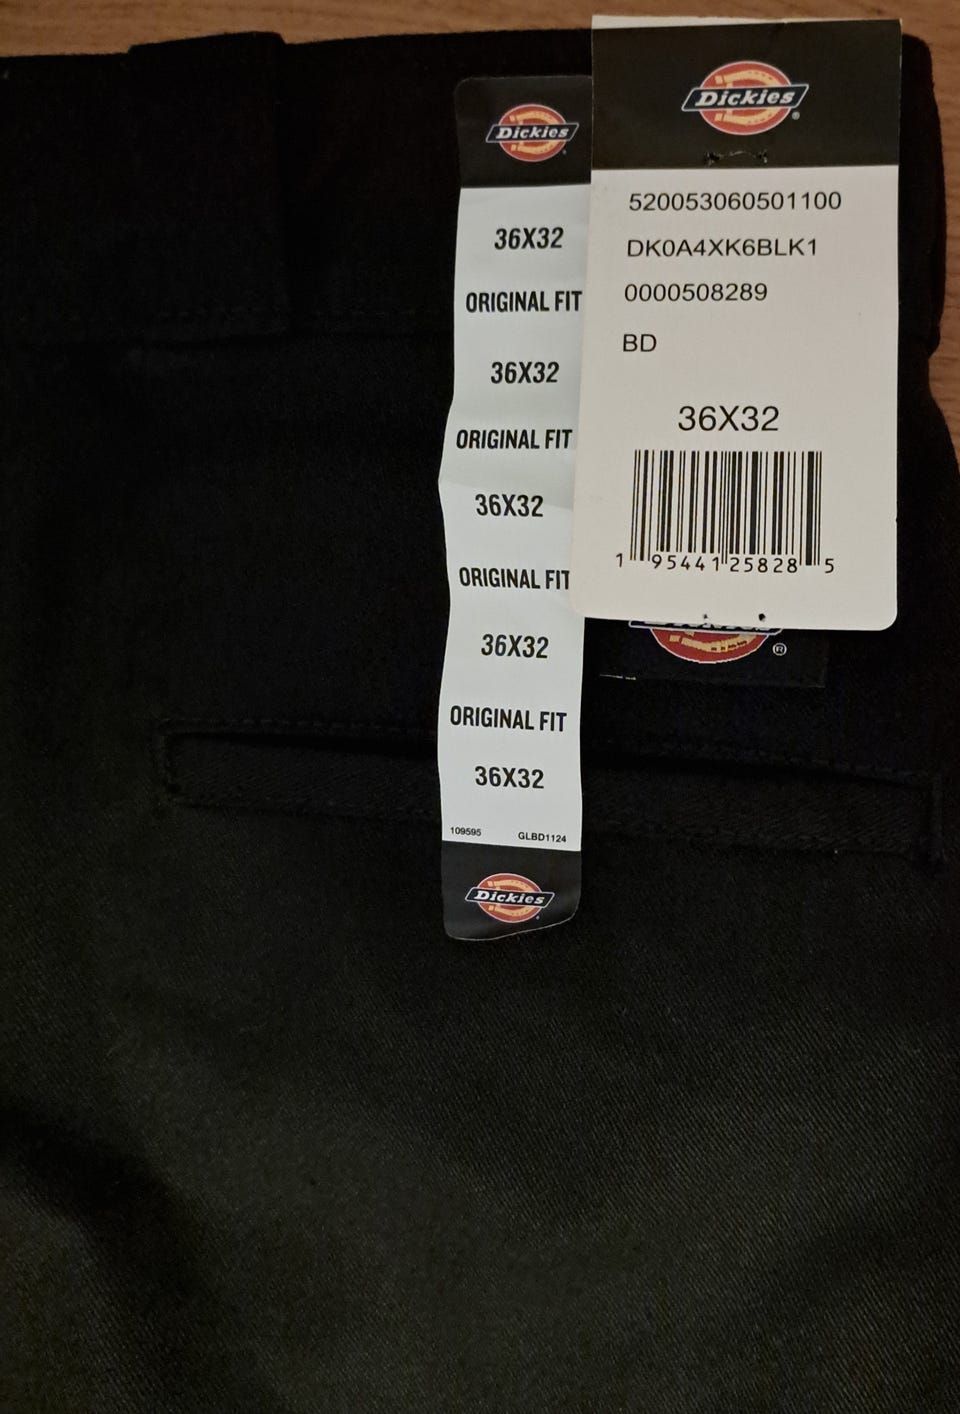 Dickies
36X32
ORIGINAL FIT
36X32
ORIGINAL FIT
36X32
ORIGINAL FIT
36X32
ORIGINAL FIT
36X32
109595 GLBD1124
Dickies
Dickies®
520053060501100
DK0A4XK6BLK1
0000508289
BD
36X32
1 95441 25828 5
®